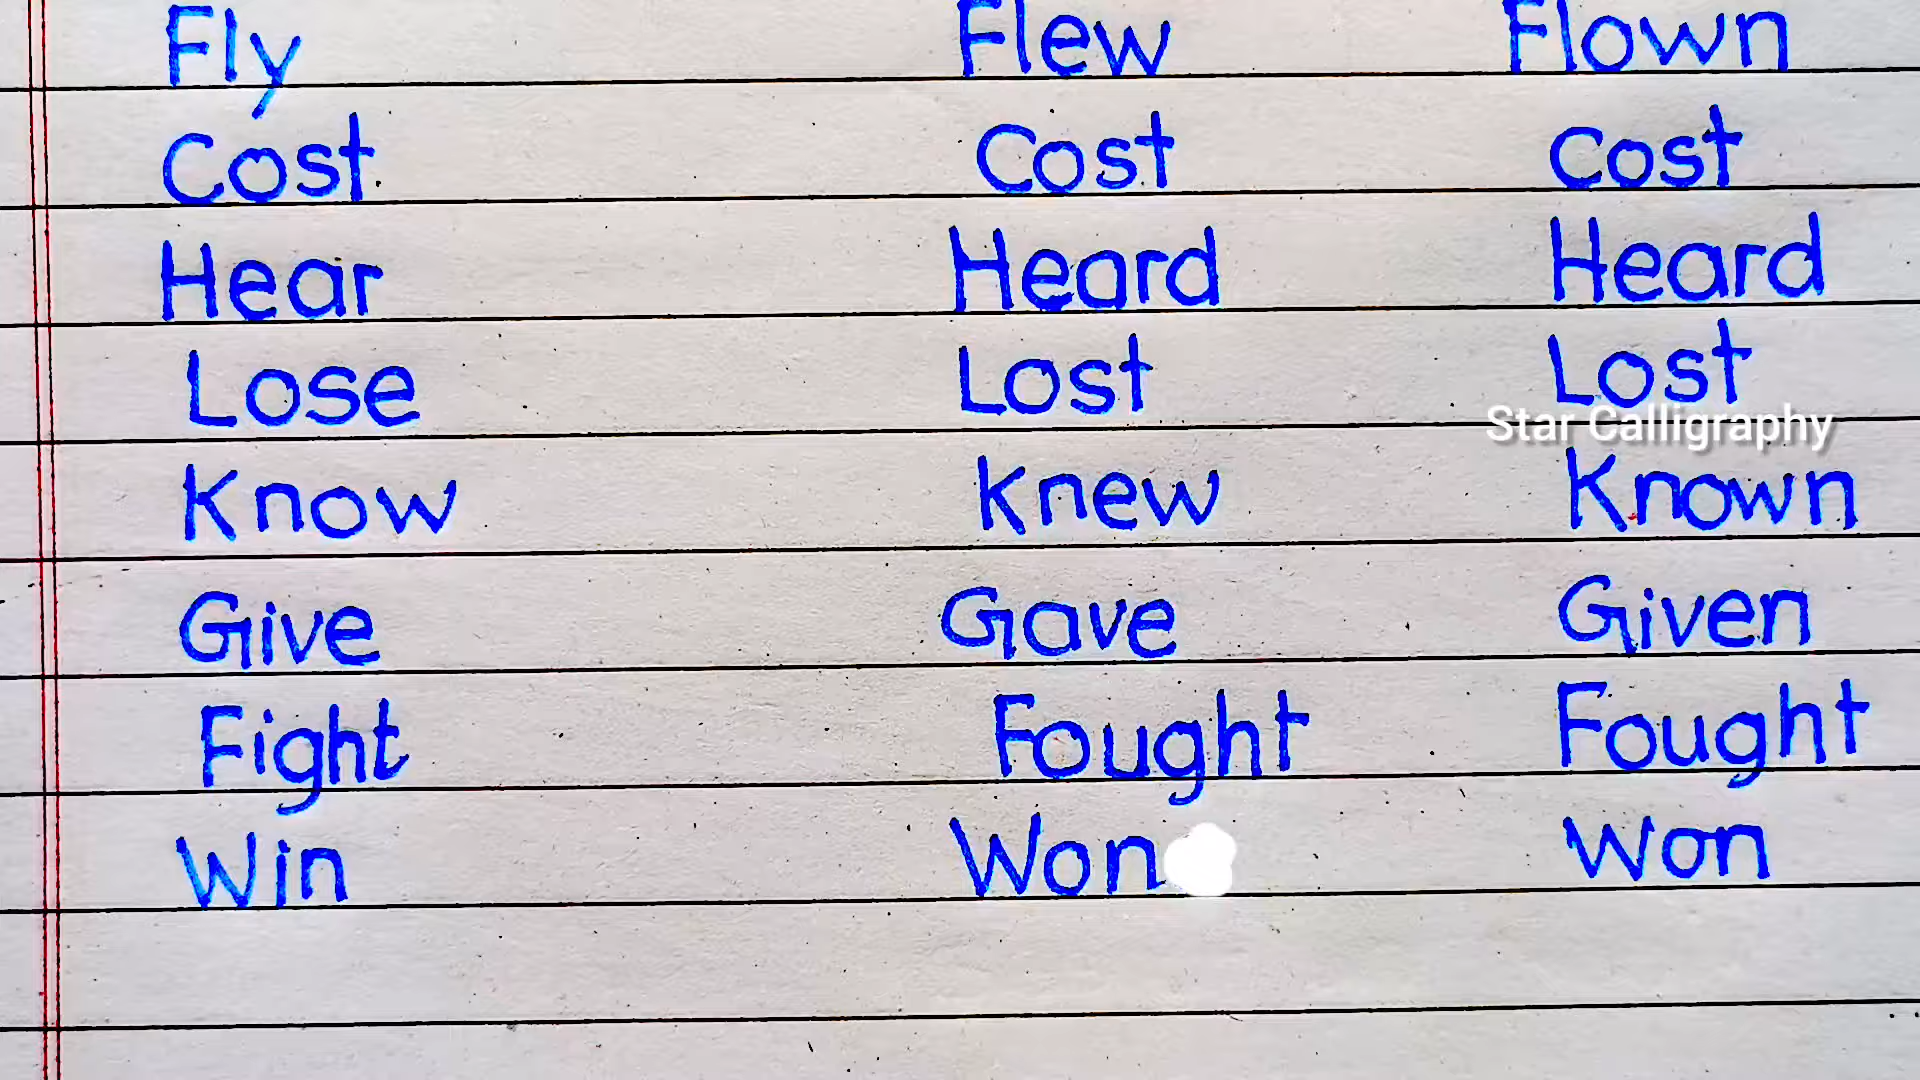 Fly Flew Flown
Cost Cost Cost
Hear Heard Heard
Lose Lost Lost
Star Calligraphy
Know Knew Known
Give Gave Given
Fight Fought Fought
Win Won Won